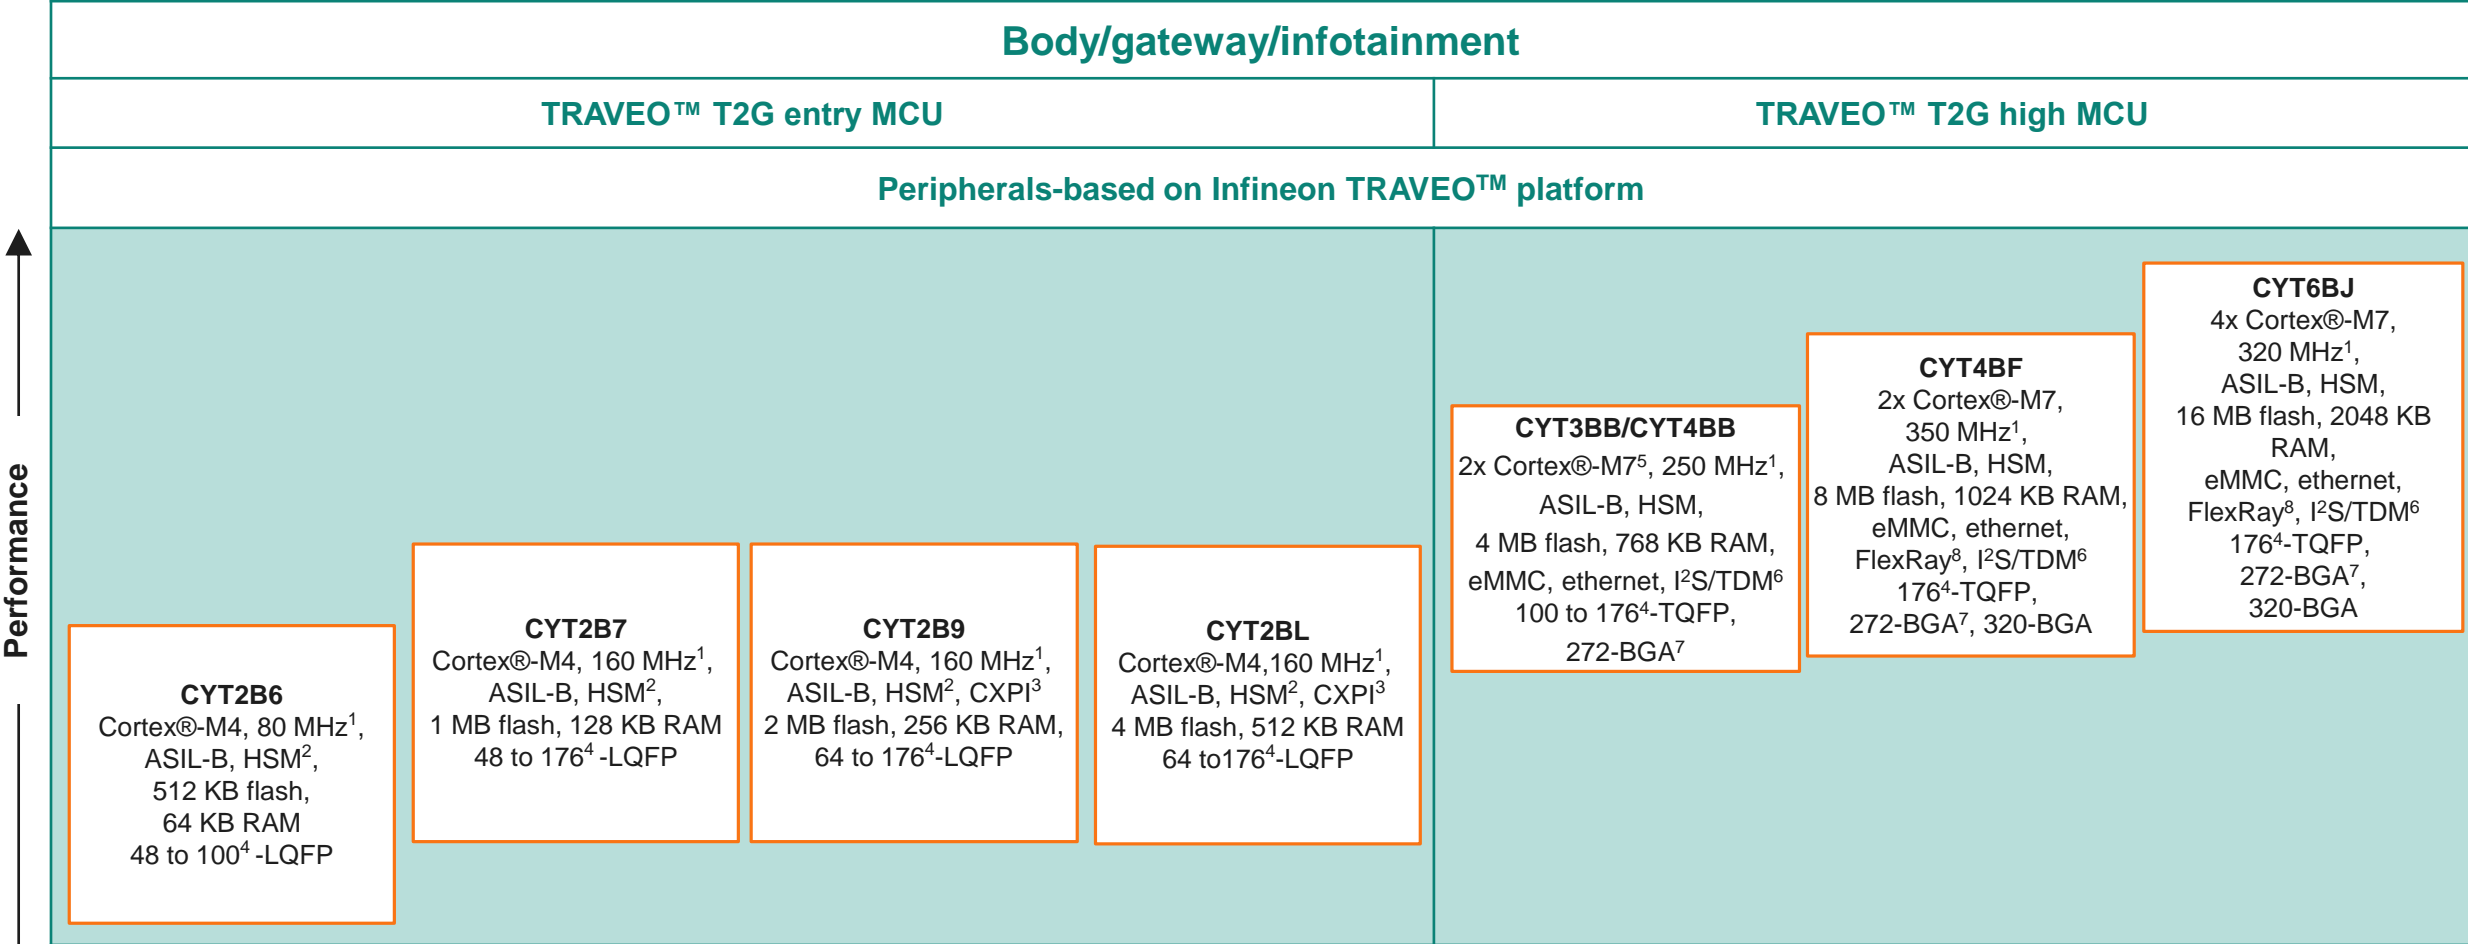 Body/gateway/infotainment
TRAVEO™ T2G entry MCU
TRAVEO™ T2G high MCU
Peripherals-based on Infineon TRAVEO™ platform
Performance
CYT2B6
Cortex®-M4, 80 MHz¹,
ASIL-B, HSM²,
512 KB flash,
64 KB RAM
48 to 100⁴ -LQFP
CYT2B7
Cortex®-M4, 160 MHz¹,
ASIL-B, HSM²,
1 MB flash, 128 KB RAM
48 to 176⁴ -LQFP
CYT2B9
Cortex®-M4, 160 MHz¹,
ASIL-B, HSM², CXPI³
2 MB flash, 256 KB RAM,
64 to 176⁴-LQFP
CYT2BL
Cortex®-M4,160 MHz¹,
ASIL-B, HSM², CXPI³
4 MB flash, 512 KB RAM
64 to176⁴-LQFP
CYT3BB/CYT4BB
2x Cortex®-M7⁵, 250 MHz¹,
ASIL-B, HSM,
4 MB flash, 768 KB RAM,
eMMC, ethernet, I²S/TDM⁶
100 to 176⁴-TQFP,
272-BGA⁷
CYT4BF
2x Cortex®-M7,
350 MHz¹,
ASIL-B, HSM,
8 MB flash, 1024 KB RAM,
eMMC, ethernet,
FlexRay⁸, I²S/TDM⁶
176⁴-TQFP,
272-BGA⁷, 320-BGA
CYT6BJ
4x Cortex®-M7,
320 MHz¹,
ASIL-B, HSM,
16 MB flash, 2048 KB
RAM,
eMMC, ethernet,
FlexRay⁸, I²S/TDM⁶
176⁴-TQFP,
272-BGA⁷,
320-BGA